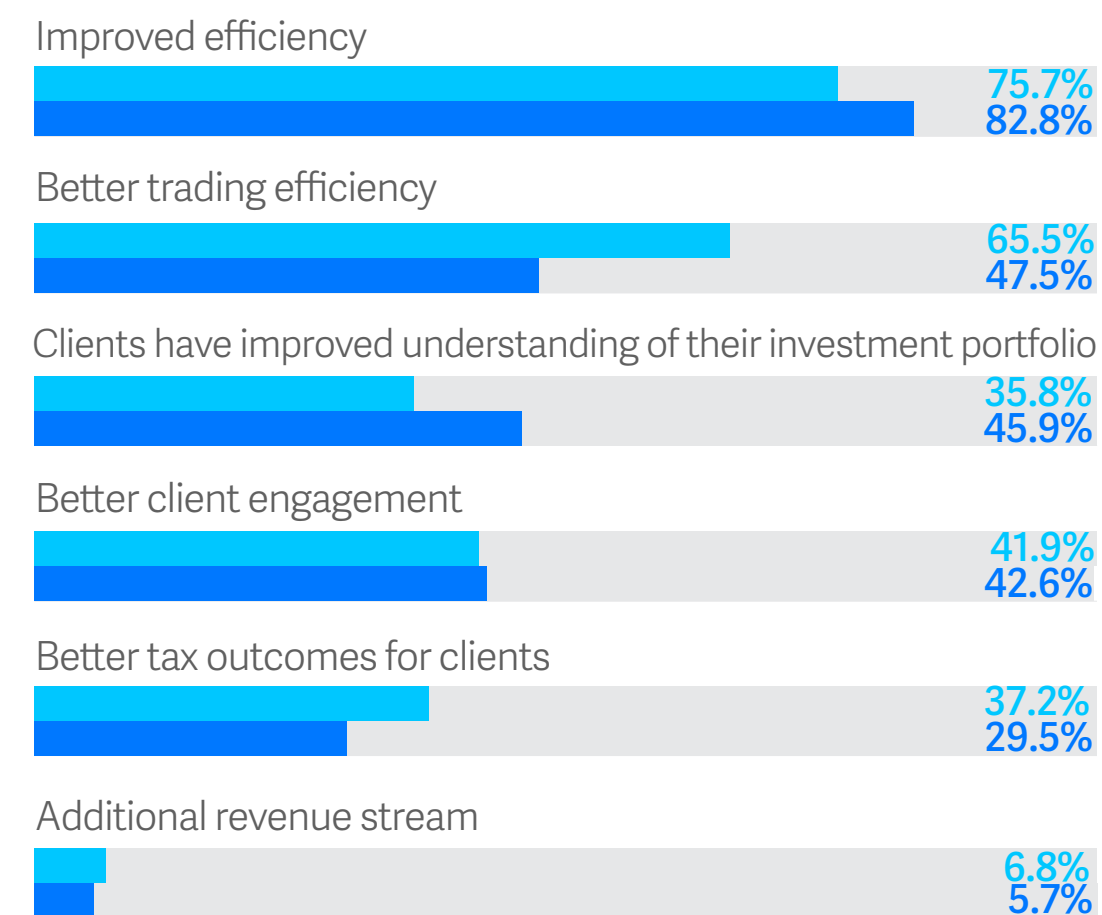 Improved efficiency
75.7%
82.8%
Better trading efficiency
65.5%
47.5%
Clients have improved understanding of their investment portfolio
35.8%
45.9%
Better client engagement
41.9%
42.6%
Better tax outcomes for clients
37.2%
29.5%
Additional revenue stream
6.8%
5.7%